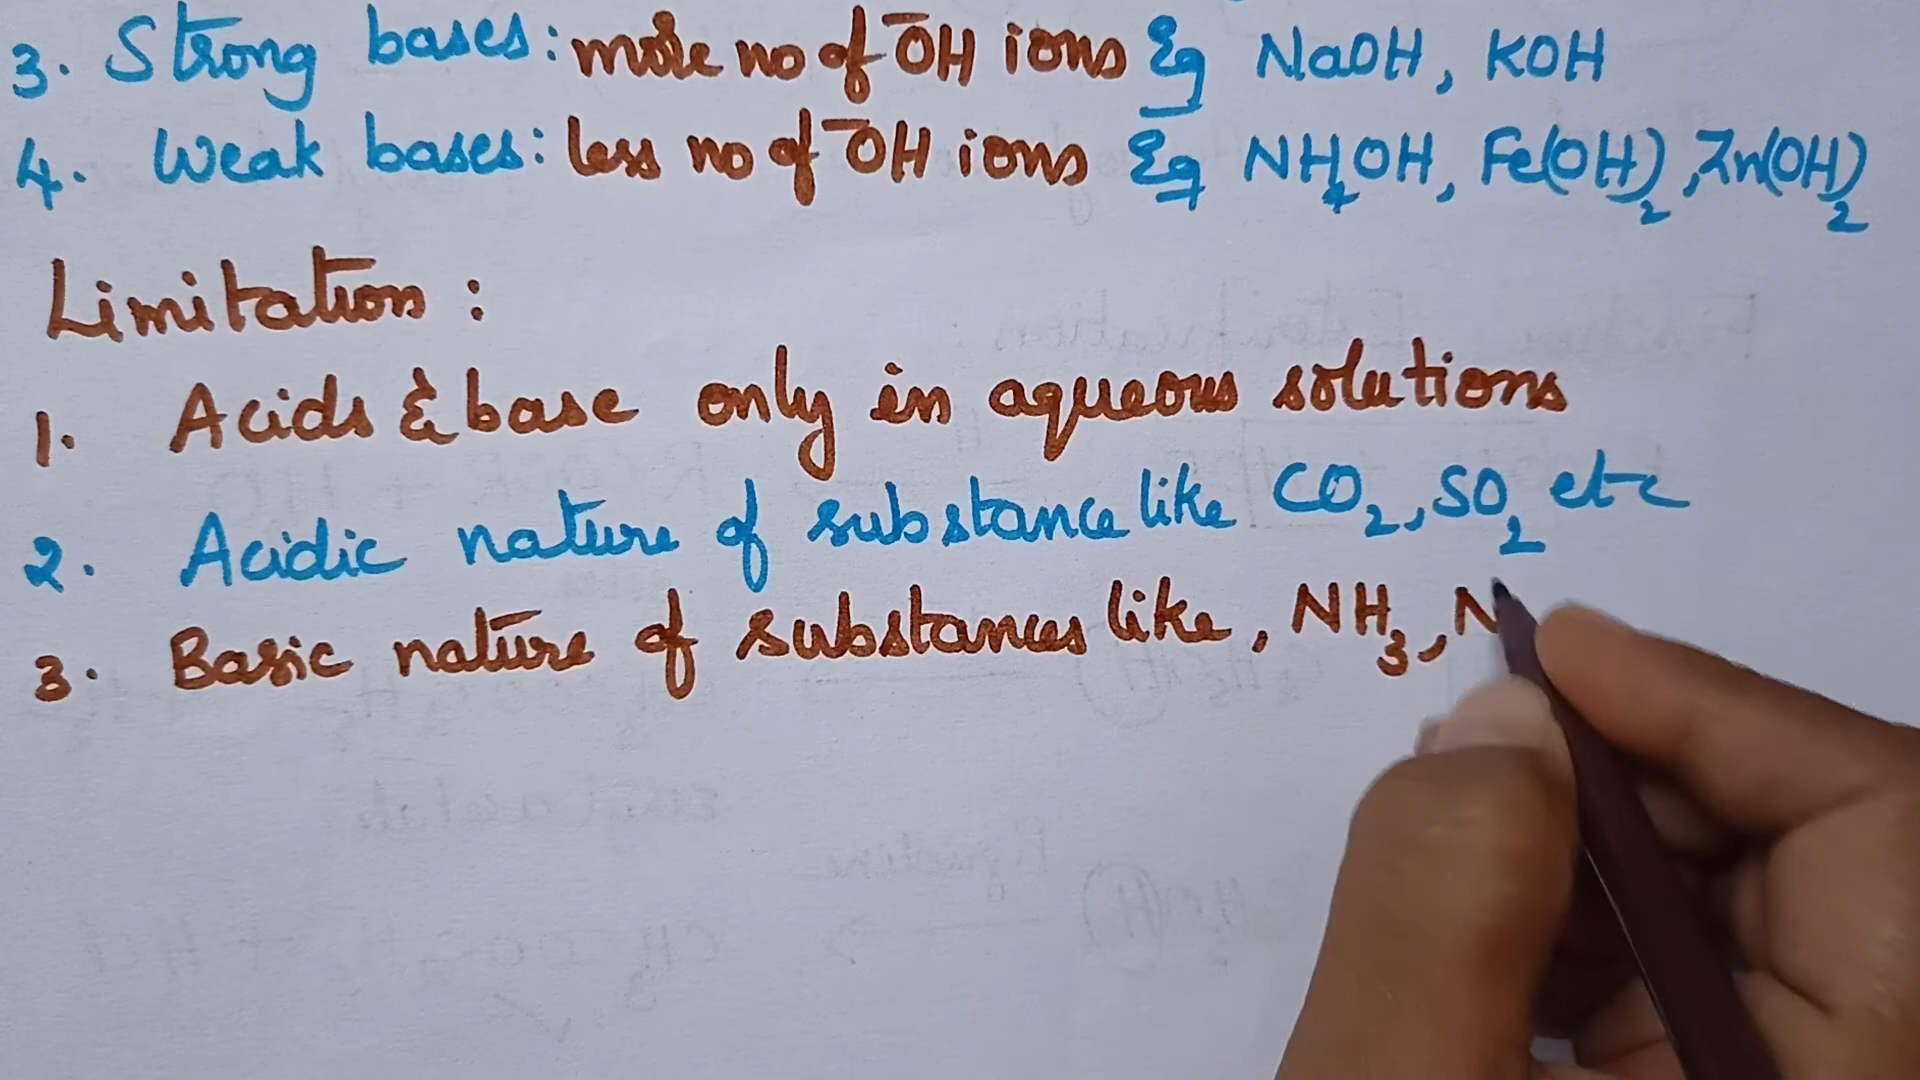 3. Strong bases: more no of ŌH ions Eg NaOH, KOH
4. Weak bases: less no of ŌH ions Eg NH₄OH, Fe(OH)₂, Zn(OH)₂
Limitation :
1. Acids & base only in aqueous solutions
2. Acidic nature of substance like CO₂, SO₂ etc
3. Basic nature of substances like, NH₃, N